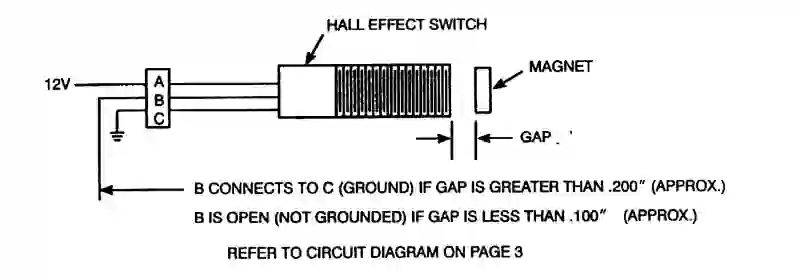 HALL EFFECT SWITCH
MAGNET
12V
A
B
C
GAP .
B CONNECTS TO C (GROUND) IF GAP IS GREATER THAN .200" (APPROX.)
B IS OPEN (NOT GROUNDED) IF GAP IS LESS THAN .100" (APPROX.)
REFER TO CIRCUIT DIAGRAM ON PAGE 3